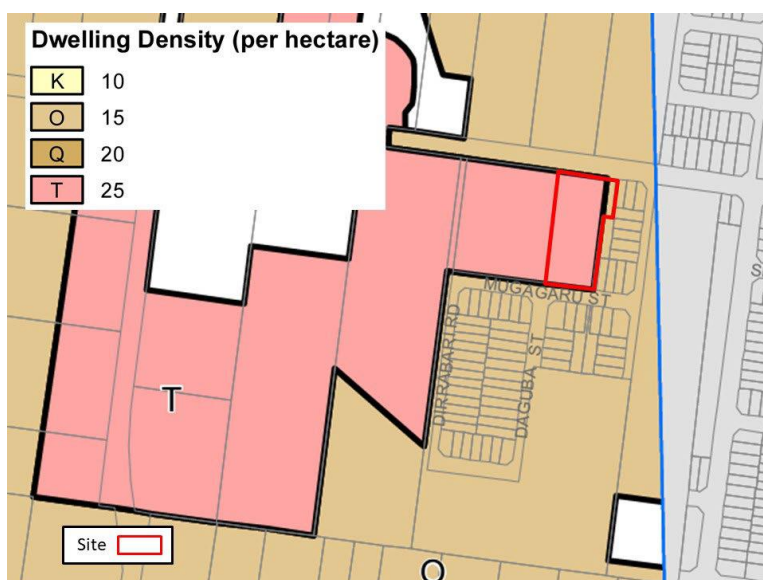 Dwelling Density (per hectare)
K 10
O 15
Q 20
T 25
MUGAGARU ST
DIRRABARI RD
DAGUBA ST
S
T
Site
O